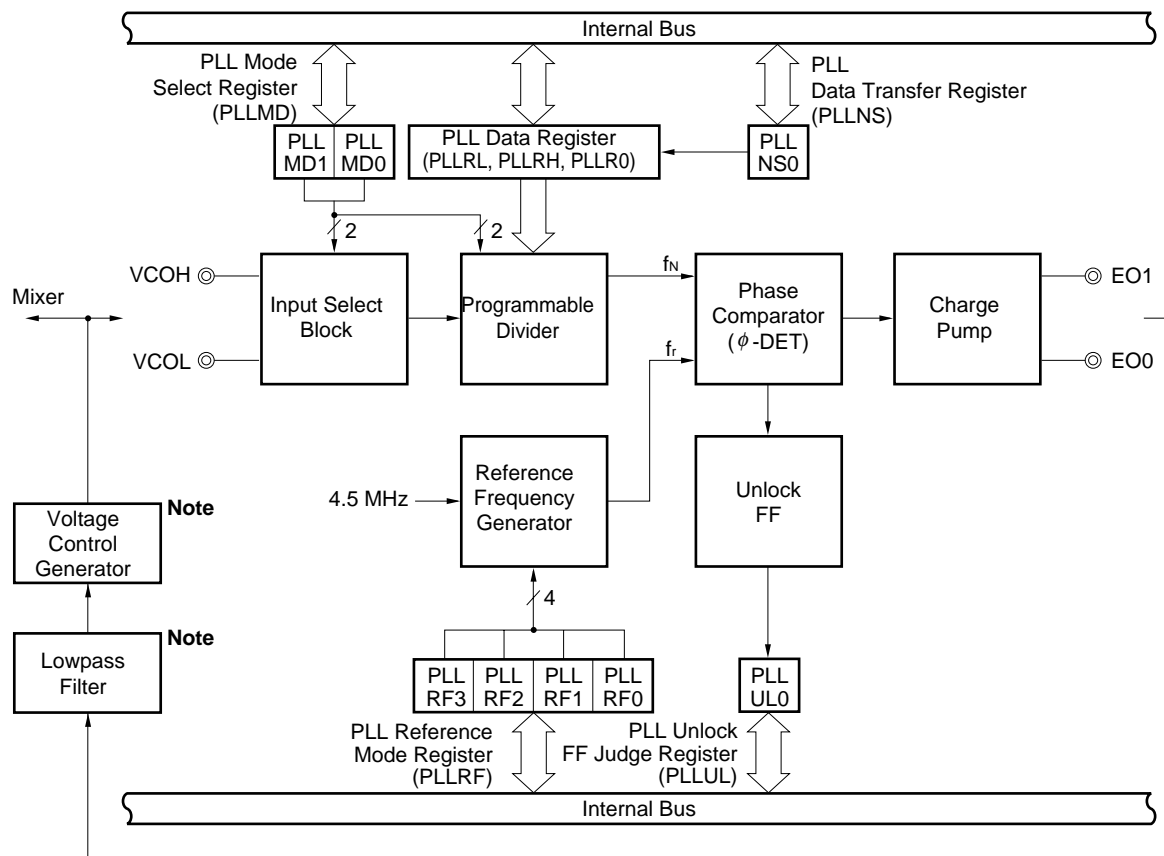 Internal Bus
PLL Mode
Select Register
(PLLMD)
PLL
Data Transfer Register
(PLLNS)
PLL
MD1
PLL
MD0
PLL Data Register
(PLLRL, PLLRH, PLLR0)
PLL
NS0
2
2
VCOH
VCOL
Mixer
Input Select
Block
Programmable
Divider
fN
fr
Phase
Comparator
(ϕ-DET)
Charge
Pump
EO1
EO0
4.5 MHz
Reference
Frequency
Generator
Unlock
FF
Note
Voltage
Control
Generator
4
Note
Lowpass
Filter
PLL
RF3
PLL
RF2
PLL
RF1
PLL
RF0
PLL
UL0
PLL Reference
Mode Register
(PLLRF)
PLL Unlock
FF Judge Register
(PLLUL)
Internal Bus